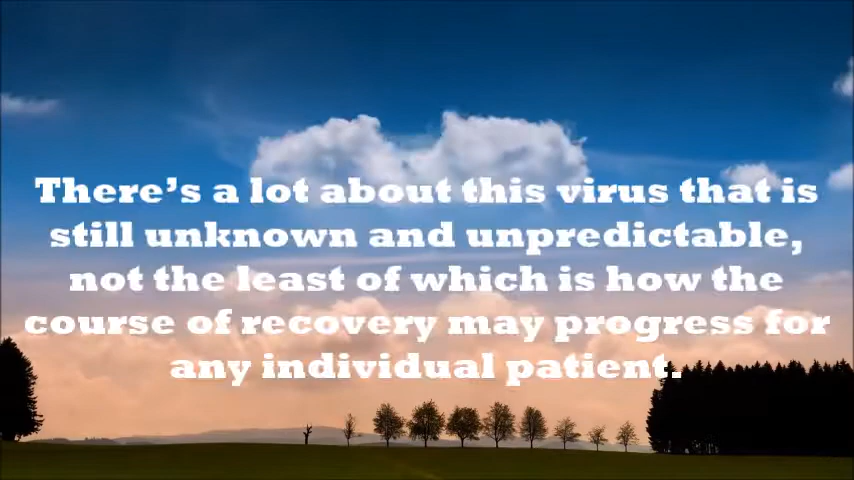 There’s a lot about this virus that is
still unknown and unpredictable,
not the least of which is how the
course of recovery may progress for
any individual patient.